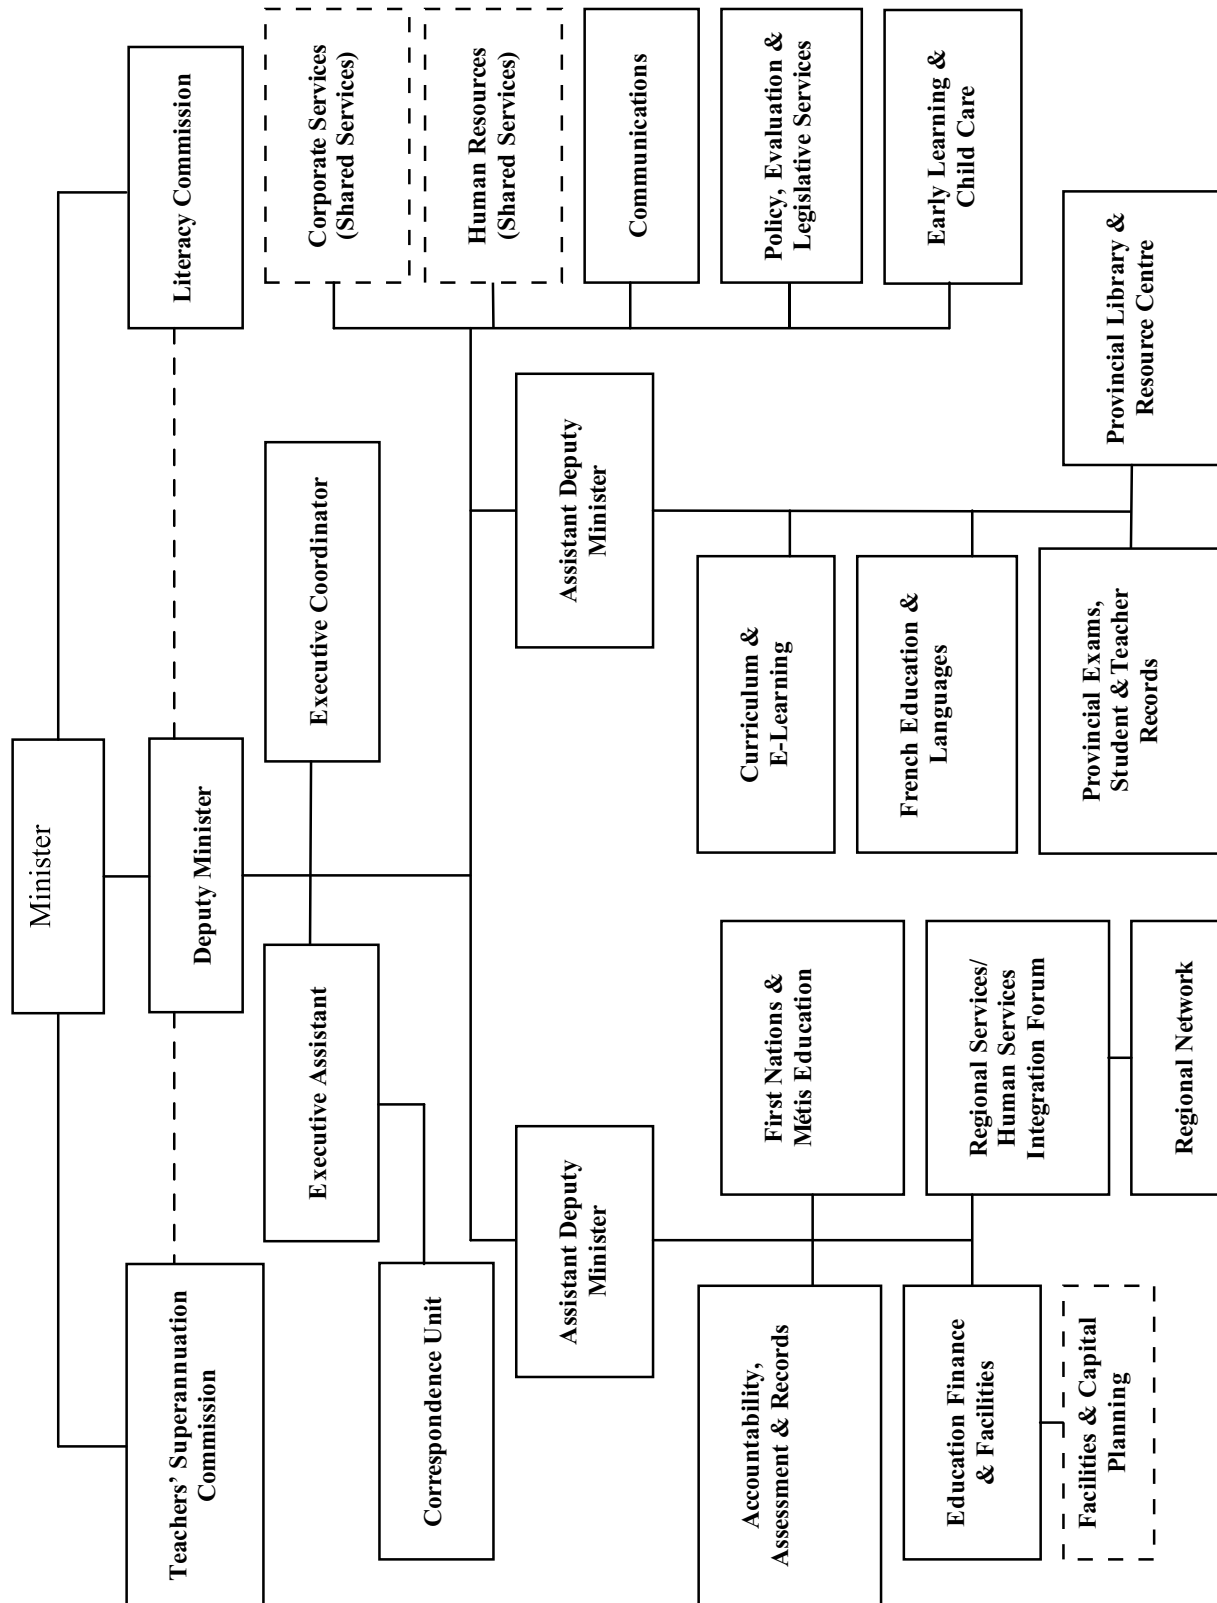 Minister
Teachers’ Superannuation
Commission
Deputy Minister
Literacy Commission
Executive Assistant
Executive Coordinator
Correspondence Unit
Corporate Services
(Shared Services)
Human Resources
(Shared Services)
Communications
Policy, Evaluation &
Legislative Services
Early Learning &
Child Care
Assistant Deputy
Minister
Accountability,
Assessment & Records
First Nations &
Métis Education
Education Finance
& Facilities
Regional Services/
Human Services
Integration Forum
Facilities & Capital
Planning
Regional Network
Assistant Deputy
Minister
Curriculum &
E-Learning
French Education &
Languages
Provincial Exams,
Student & Teacher
Records
Provincial Library &
Resource Centre